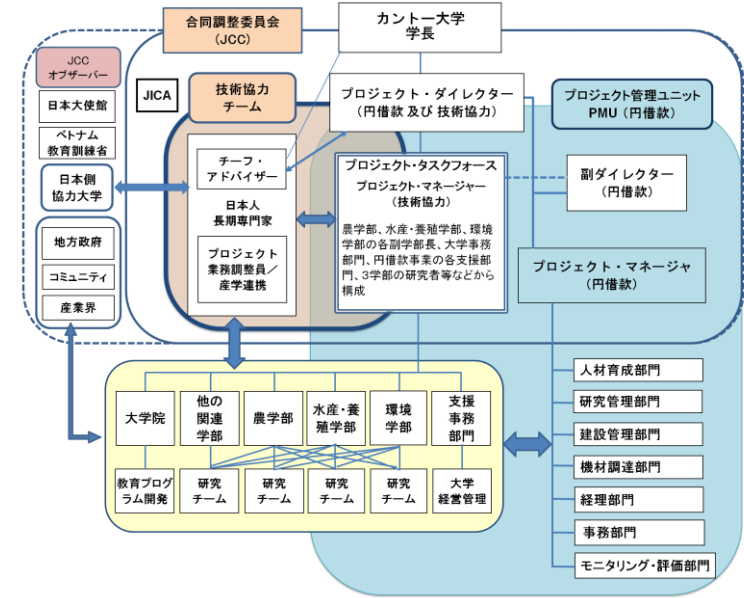 合同調整委員会
(JCC)
カントー大学
学長
JCC
オブザーバー
日本大使館
ベトナム
教育訓練省
日本側
協力大学
地方政府
コミュニティ
産業界
JICA
技術協力
チーム
チーフ・
アドバイザー
日本人
長期専門家
プロジェクト
業務調整員／
産学連携
プロジェクト・ダイレクター
(円借款 及び 技術協力)
プロジェクト・タスクフォース
プロジェクト・マネージャー
(技術協力)
農学部、水産・養殖学部、環境
学部の各副学部長、大学事務
部門、円借款事業の各支援部
門、3学部の研究者等などから
構成
プロジェクト管理ユニット
PMU (円借款)
副ダイレクター
(円借款)
プロジェクト・マネージャ
(円借款)
人材育成部門
研究管理部門
建設管理部門
機材調達部門
経理部門
事務部門
モニタリング・評価部門
大学院
他の
関連
学部
農学部
水産・養
殖学部
環境
学部
支援
事務
部門
教育プログ
ラム開発
研究
チーム
研究
チーム
研究
チーム
研究
チーム
大学
経営管理